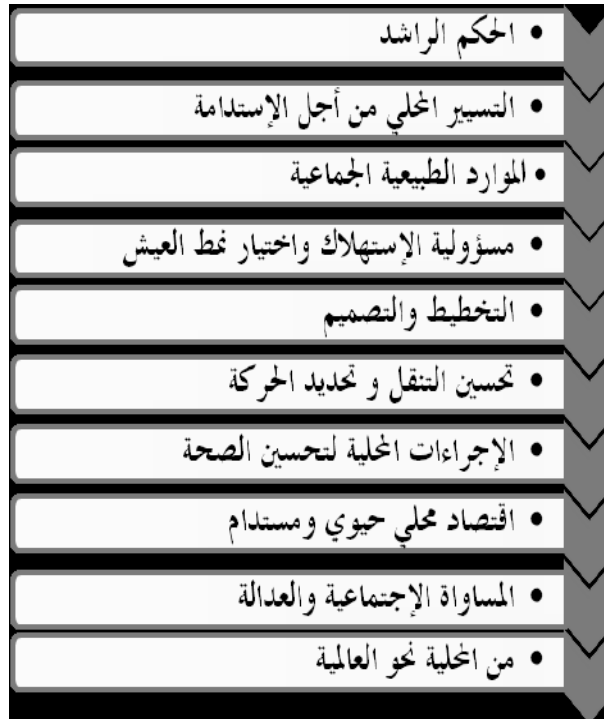 • الحكم الراشد
• التسيير المحلي من أجل الإستدامة
• الموارد الطبيعية الجماعية
• مسؤولية الإستهلاك واختيار نمط العيش
• التخطيط والتصميم
• تحسين التنقل و تحديد الحركة
• الإجراءات المحلية لتحسين الصحة
• اقتصاد محلي حيوي ومستدام
• المساواة الإجتماعية والعدالة
• من المحلية نحو العالمية